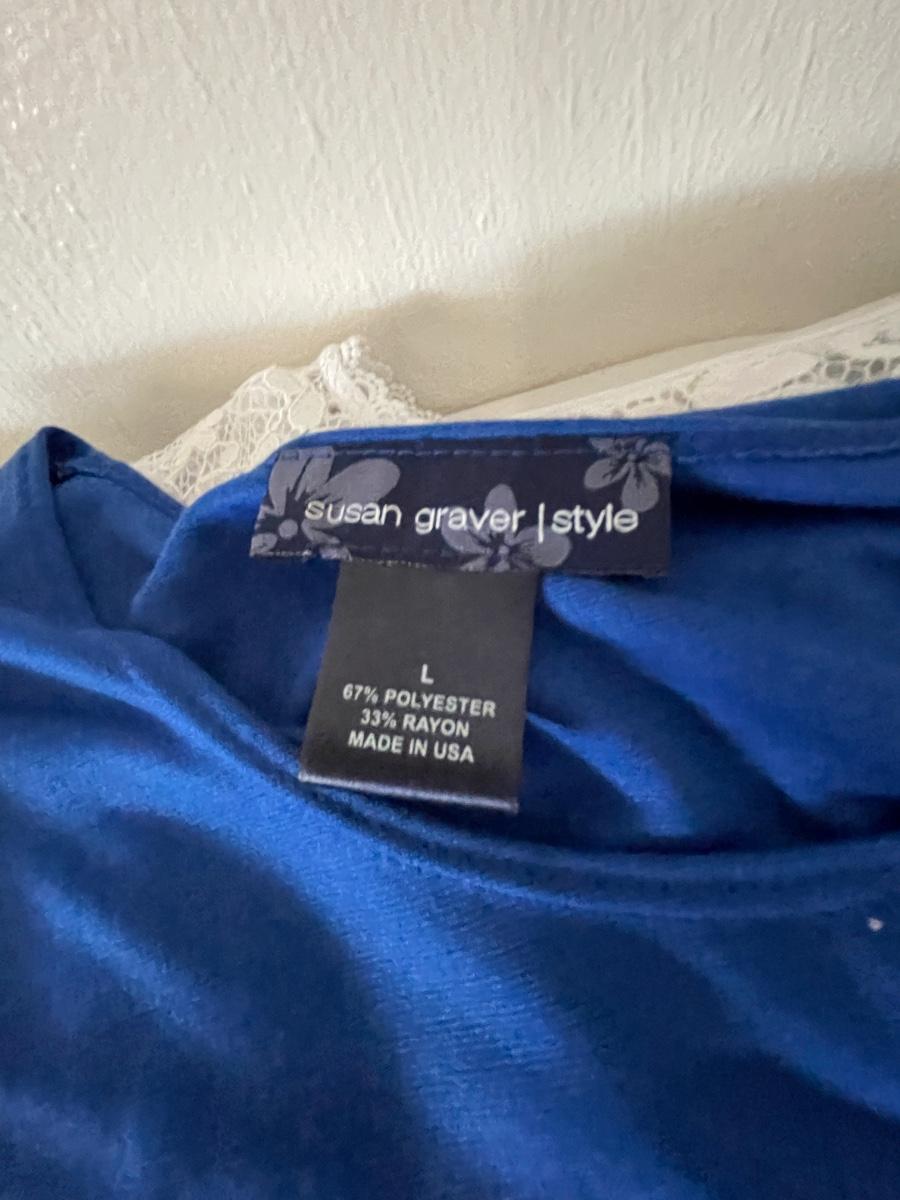 susan graver | style
L
67% POLYESTER
33% RAYON
MADE IN USA